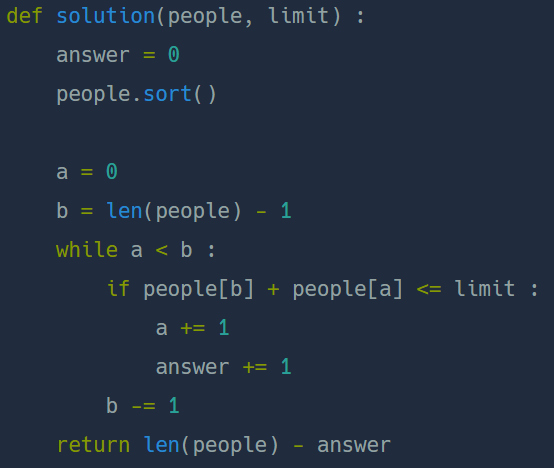 def solution(people, limit) :
    answer = 0
    people.sort()

    a = 0
    b = len(people) - 1
    while a < b :
        if people[b] + people[a] <= limit :
            a += 1
            answer += 1
        b -= 1
    return len(people) - answer